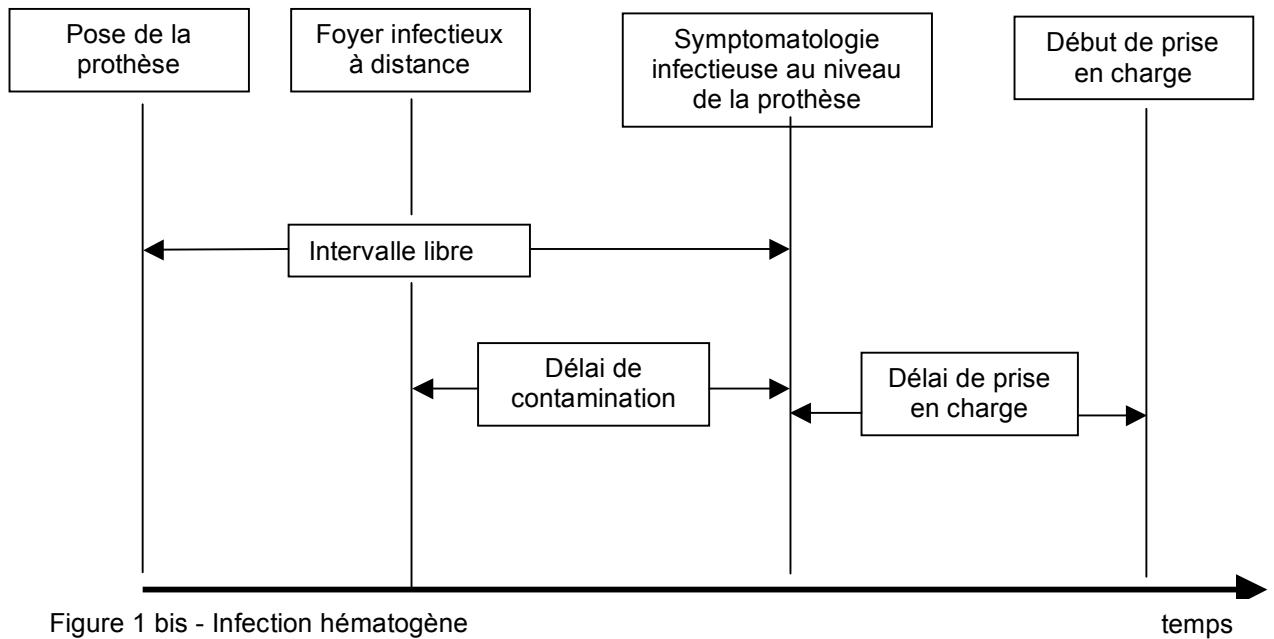 Pose de la
prothèse
Foyer infectieux
à distance
Symptomatologie
infectieuse au niveau
de la prothèse
Début de prise
en charge
Intervalle libre
Délai de
contamination
Délai de prise
en charge
Figure 1 bis - Infection hématogène
temps